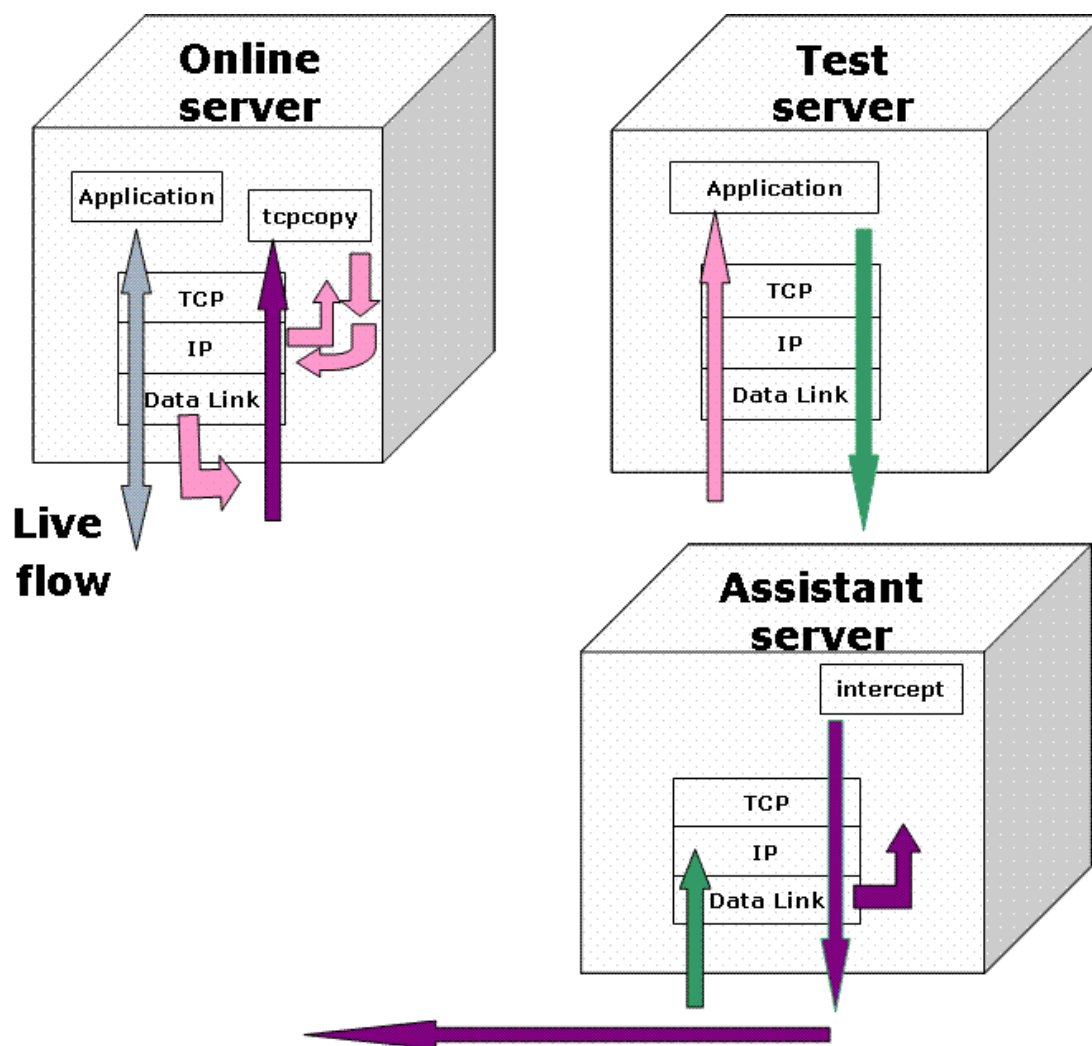 Online
server
Application
tcpcopy
TCP
IP
Data Link
Live
flow
Test
server
Application
TCP
IP
Data Link
Assistant
server
intercept
TCP
IP
Data Link